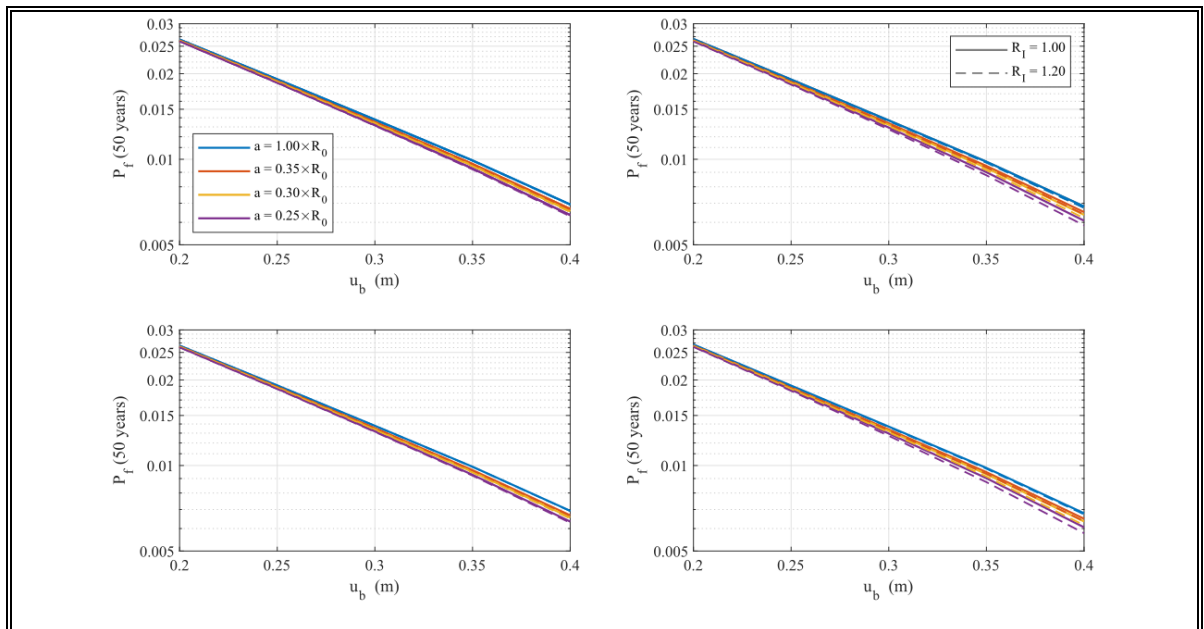 0.03
0.025
0.02
0.015
0.01
0.005
P_f (50 years)
a = 1.00×R_0
a = 0.35×R_0
a = 0.30×R_0
a = 0.25×R_0
0.2 0.25 0.3 0.35 0.4
u_b (m)
0.03
0.025
0.02
0.015
0.01
0.005
P_f (50 years)
R_I = 1.00
R_I = 1.20
0.2 0.25 0.3 0.35 0.4
u_b (m)
0.03
0.025
0.02
0.015
0.01
0.005
P_f (50 years)
0.2 0.25 0.3 0.35 0.4
u_b (m)
0.03
0.025
0.02
0.015
0.01
0.005
P_f (50 years)
0.2 0.25 0.3 0.35 0.4
u_b (m)